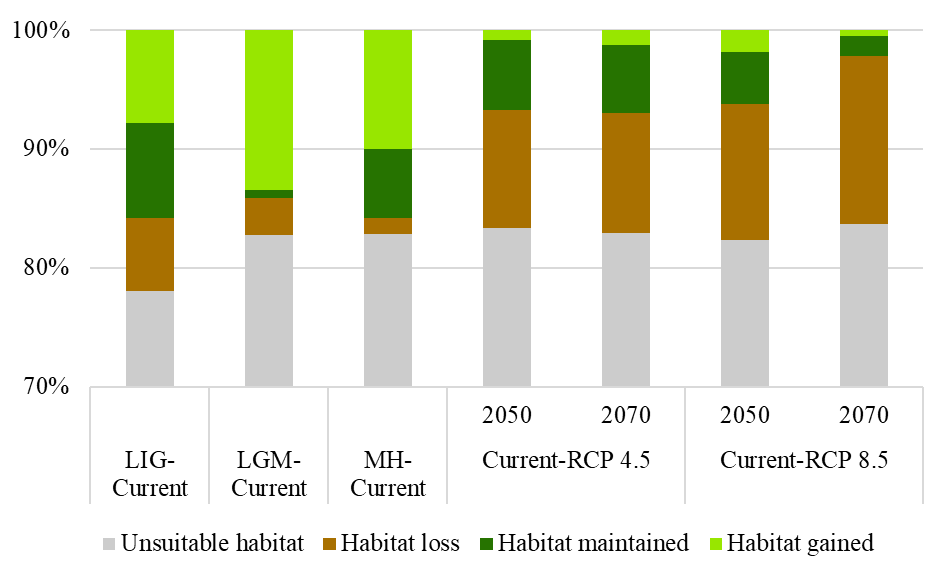 100%
90%
80%
70%
2050 2070 2050 2070
LIG-Current LGM-Current MH-Current Current-RCP 4.5 Current-RCP 8.5
Unsuitable habitat Habitat loss Habitat maintained Habitat gained